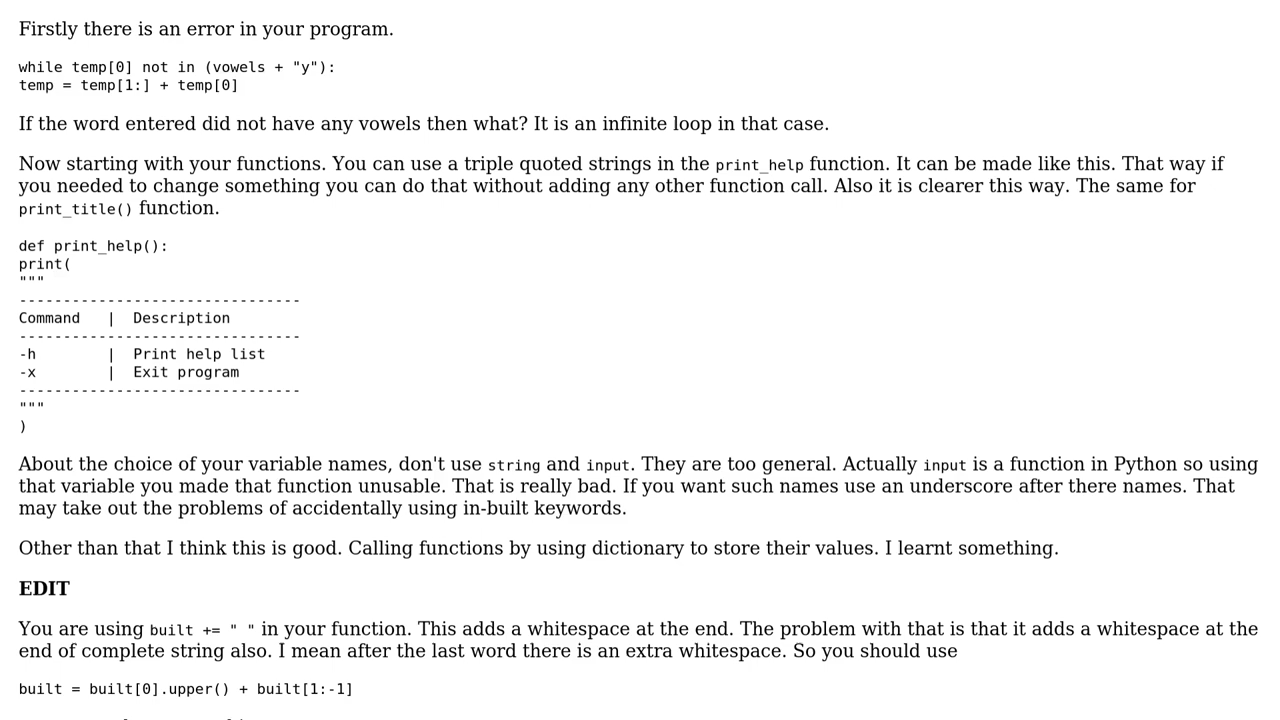 Firstly there is an error in your program.
while temp[0] not in (vowels + "y"):
temp = temp[1:] + temp[0]
If the word entered did not have any vowels then what? It is an infinite loop in that case.
Now starting with your functions. You can use a triple quoted strings in the print_help function. It can be made like this. That way if
you needed to change something you can do that without adding any other function call. Also it is clearer this way. The same for
print_title() function.
def print_help():
print(
"""
--------------------------------
Command   |  Description
--------------------------------
-h        |  Print help list
-x        |  Exit program
--------------------------------
"""
)
About the choice of your variable names, don't use string and input. They are too general. Actually input is a function in Python so using
that variable you made that function unusable. That is really bad. If you want such names use an underscore after there names. That
may take out the problems of accidentally using in-built keywords.
Other than that I think this is good. Calling functions by using dictionary to store their values. I learnt something.
EDIT
You are using built += " " in your function. This adds a whitespace at the end. The problem with that is that it adds a whitespace at the
end of complete string also. I mean after the last word there is an extra whitespace. So you should use
built = built[0].upper() + built[1:-1]